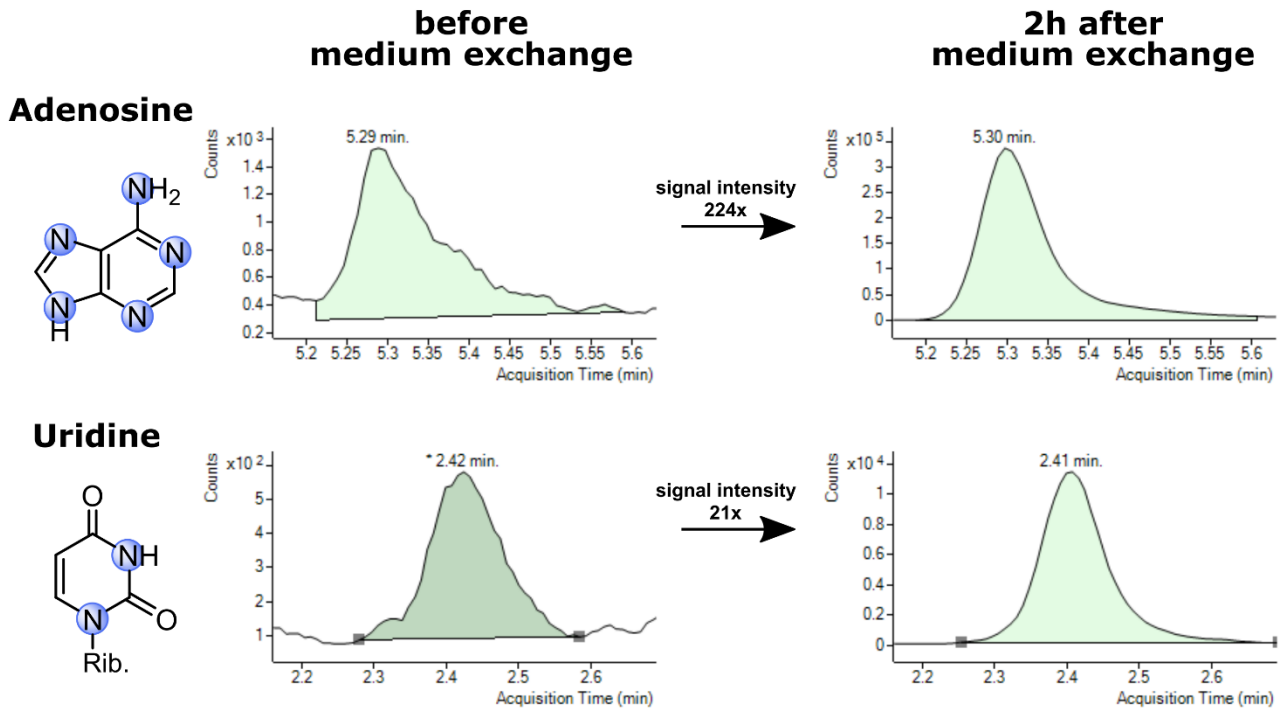 before
medium exchange
2h after
medium exchange
Adenosine
NH2
N
N
N
H
N
Counts
x10 3
5.29 min.
1.4
1.2
1
0.8
0.6
0.4
0.2
5.2 5.25 5.3 5.35 5.4 5.45 5.5 5.55 5.6
Acquisition Time (min)
signal intensity
224x
Counts
x10 5
5.30 min.
3
2.5
2
1.5
1
0.5
0
5.2 5.25 5.3 5.35 5.4 5.45 5.5 5.55 5.6
Acquisition Time (min)
Uridine
O
NH
N
O
Rib.
Counts
x10 2
* 2.42 min.
5
4
3
2
1
2.2 2.3 2.4 2.5 2.6
Acquisition Time (min)
signal intensity
21x
Counts
x10 4
2.41 min.
1
0.8
0.6
0.4
0.2
0
2.2 2.3 2.4 2.5 2.6
Acquisition Time (min)